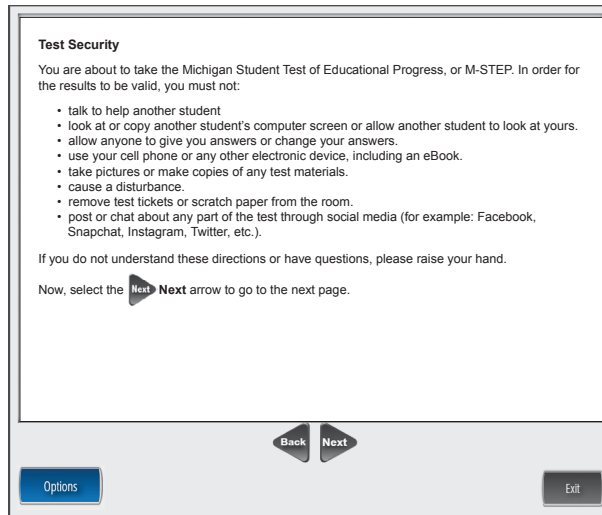 Test Security
You are about to take the Michigan Student Test of Educational Progress, or M-STEP. In order for
the results to be valid, you must not:
• talk to help another student
• look at or copy another student's computer screen or allow another student to look at yours.
• allow anyone to give you answers or change your answers.
• use your cell phone or any other electronic device, including an eBook.
• take pictures or make copies of any test materials.
• cause a disturbance.
• remove test tickets or scratch paper from the room.
• post or chat about any part of the test through social media (for example: Facebook,
Snapchat, Instagram, Twitter, etc.).
If you do not understand these directions or have questions, please raise your hand.
Now, select the Next Next arrow to go to the next page.
Back Next
Options Exit